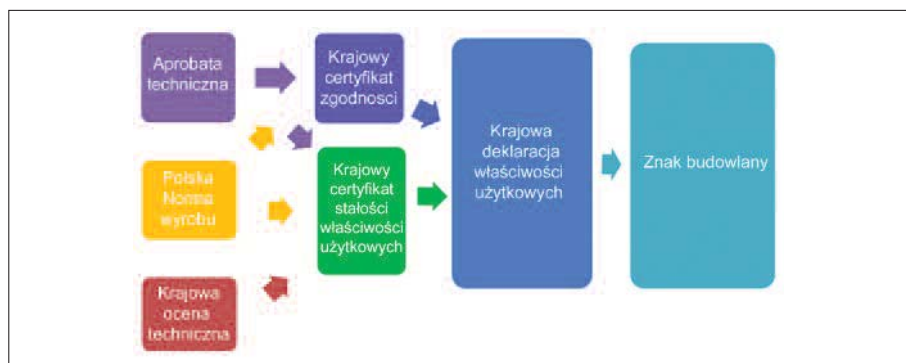 Aprobata
techniczna
Krajowy
certyfikat
zgodnosci
Polska
Norma
wyrobu
Krajowy
certyfikat
stałości
właściwości
użytkowych
Krajowa
ocena
techniczna
Krajowa
deklaracja
właściwości
użytkowych
Znak budowlany